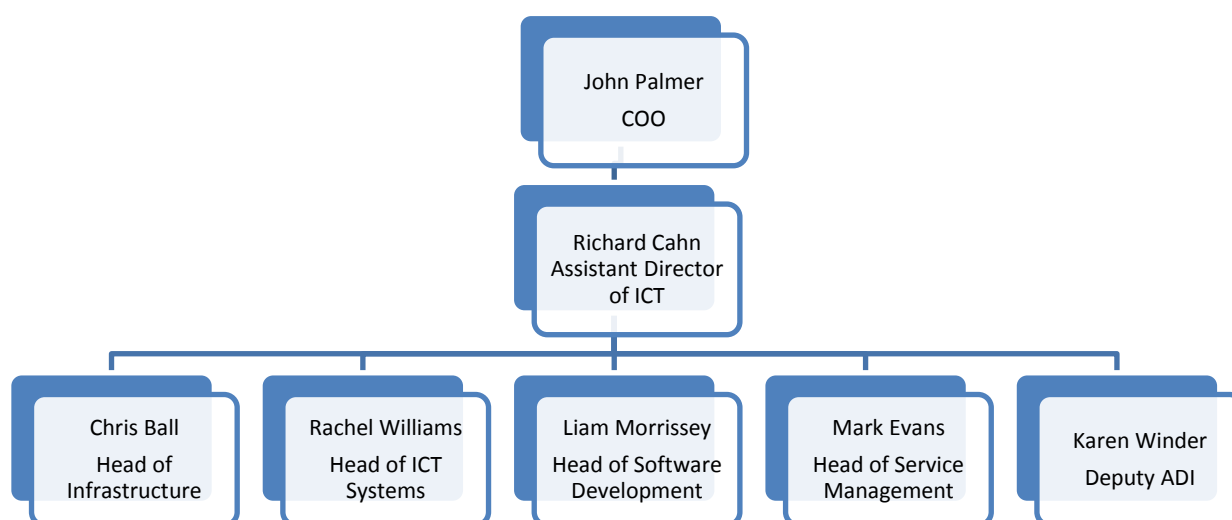 John Palmer
COO
Richard Cahn
Assistant Director
of ICT
Chris Ball
Head of
Infrastructure
Rachel Williams
Head of ICT
Systems
Liam Morrissey
Head of Software
Development
Mark Evans
Head of Service
Management
Karen Winder
Deputy ADI